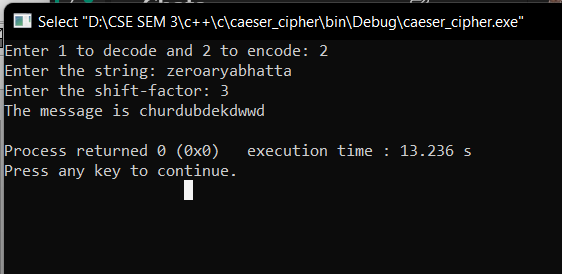 Select "D:\CSE SEM 3\c++\c\caeser_cipher\bin\Debug\caeser_cipher.exe"
Enter 1 to decode and 2 to encode: 2
Enter the string: zeroaryabhatta
Enter the shift-factor: 3
The message is churdubdekdwwd
Process returned 0 (0x0)   execution time : 13.236 s
Press any key to continue.